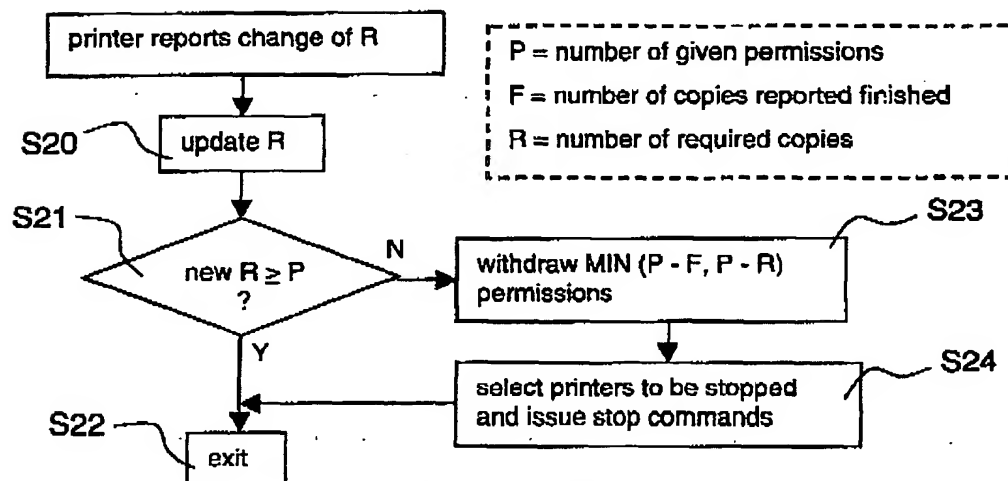 printer reports change of R
P = number of given permissions
F = number of copies reported finished
R = number of required copies
S20
update R
S21
new R ≥ P
?
N
Y
S23
withdraw MIN (P - F, P - R)
permissions
S24
select printers to be stopped
and issue stop commands
S22
exit